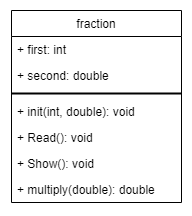 fraction
+ first: int
+ second: double
+ init(int, double): void
+ Read(): void
+ Show(): void
+ multiply(double): double